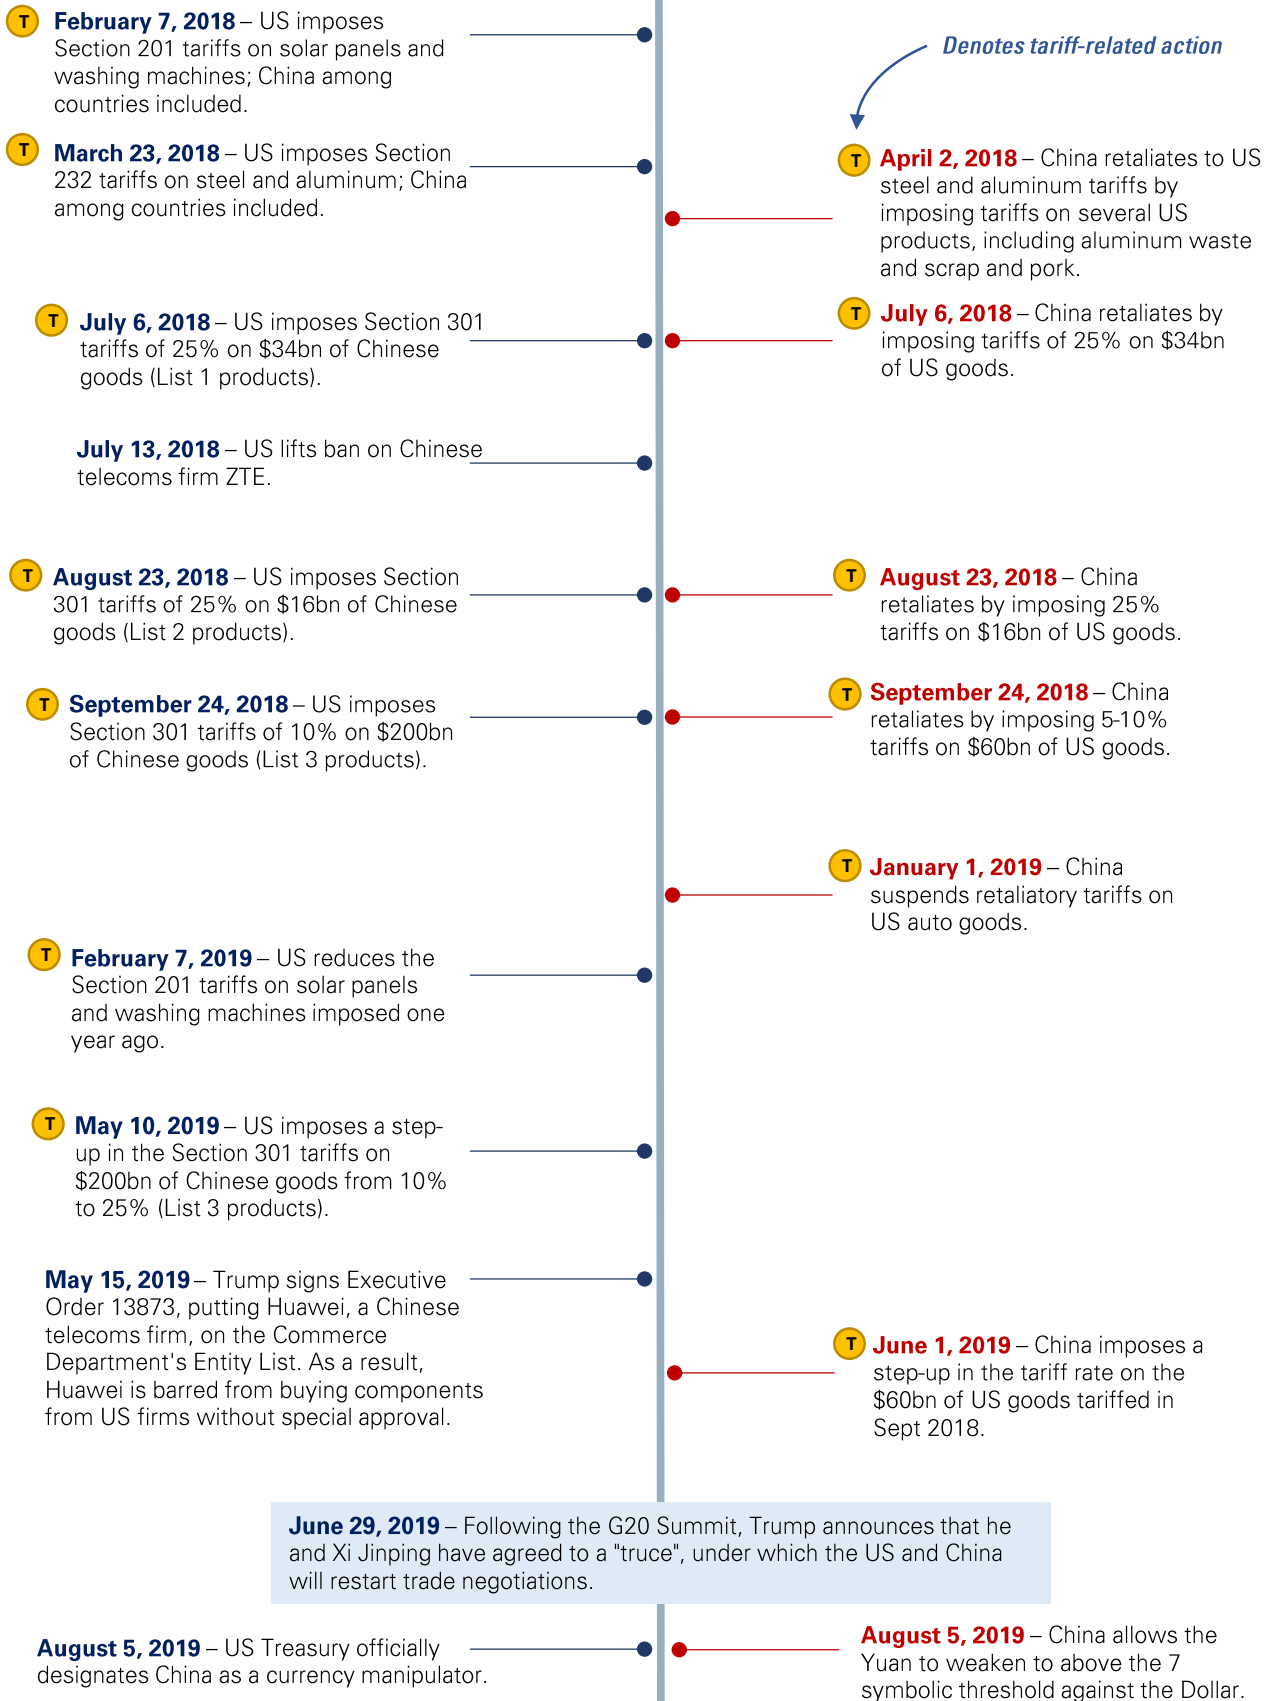 T
February 7, 2018 – US imposes
Section 201 tariffs on solar panels and
washing machines; China among
countries included.
Denotes tariff-related action
T
March 23, 2018 – US imposes Section
232 tariffs on steel and aluminum; China
among countries included.
T
April 2, 2018 – China retaliates to US
steel and aluminum tariffs by
imposing tariffs on several US
products, including aluminum waste
and scrap and pork.
T
July 6, 2018 – US imposes Section 301
tariffs of 25% on $34bn of Chinese
goods (List 1 products).
T
July 6, 2018 – China retaliates by
imposing tariffs of 25% on $34bn
of US goods.
July 13, 2018 – US lifts ban on Chinese
telecoms firm ZTE.
T
August 23, 2018 – US imposes Section
301 tariffs of 25% on $16bn of Chinese
goods (List 2 products).
T
August 23, 2018 – China
retaliates by imposing 25%
tariffs on $16bn of US goods.
T
September 24, 2018 – US imposes
Section 301 tariffs of 10% on $200bn
of Chinese goods (List 3 products).
T
September 24, 2018 – China
retaliates by imposing 5-10%
tariffs on $60bn of US goods.
T
January 1, 2019 – China
suspends retaliatory tariffs on
US auto goods.
T
February 7, 2019 – US reduces the
Section 201 tariffs on solar panels
and washing machines imposed one
year ago.
T
May 10, 2019 – US imposes a step-
up in the Section 301 tariffs on
$200bn of Chinese goods from 10%
to 25% (List 3 products).
May 15, 2019 – Trump signs Executive
Order 13873, putting Huawei, a Chinese
telecoms firm, on the Commerce
Department's Entity List. As a result,
Huawei is barred from buying components
from US firms without special approval.
T
June 1, 2019 – China imposes a
step-up in the tariff rate on the
$60bn of US goods tariffed in
Sept 2018.
June 29, 2019 – Following the G20 Summit, Trump announces that he
and Xi Jinping have agreed to a "truce", under which the US and China
will restart trade negotiations.
August 5, 2019 – US Treasury officially
designates China as a currency manipulator.
August 5, 2019 – China allows the
Yuan to weaken to above the 7
symbolic threshold against the Dollar.